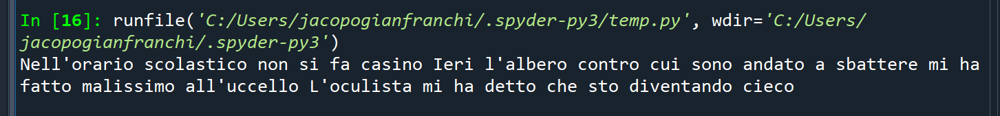 In [16]: runfile('C:/Users/jacopogianfranchi/.spyder-py3/temp.py', wdir='C:/Users/
jacopogianfranchi/.spyder-py3')
Nell'orario scolastico non si fa casino Ieri l'albero contro cui sono andato a sbattere mi ha
fatto malissimo all'uccello L'oculista mi ha detto che sto diventando cieco